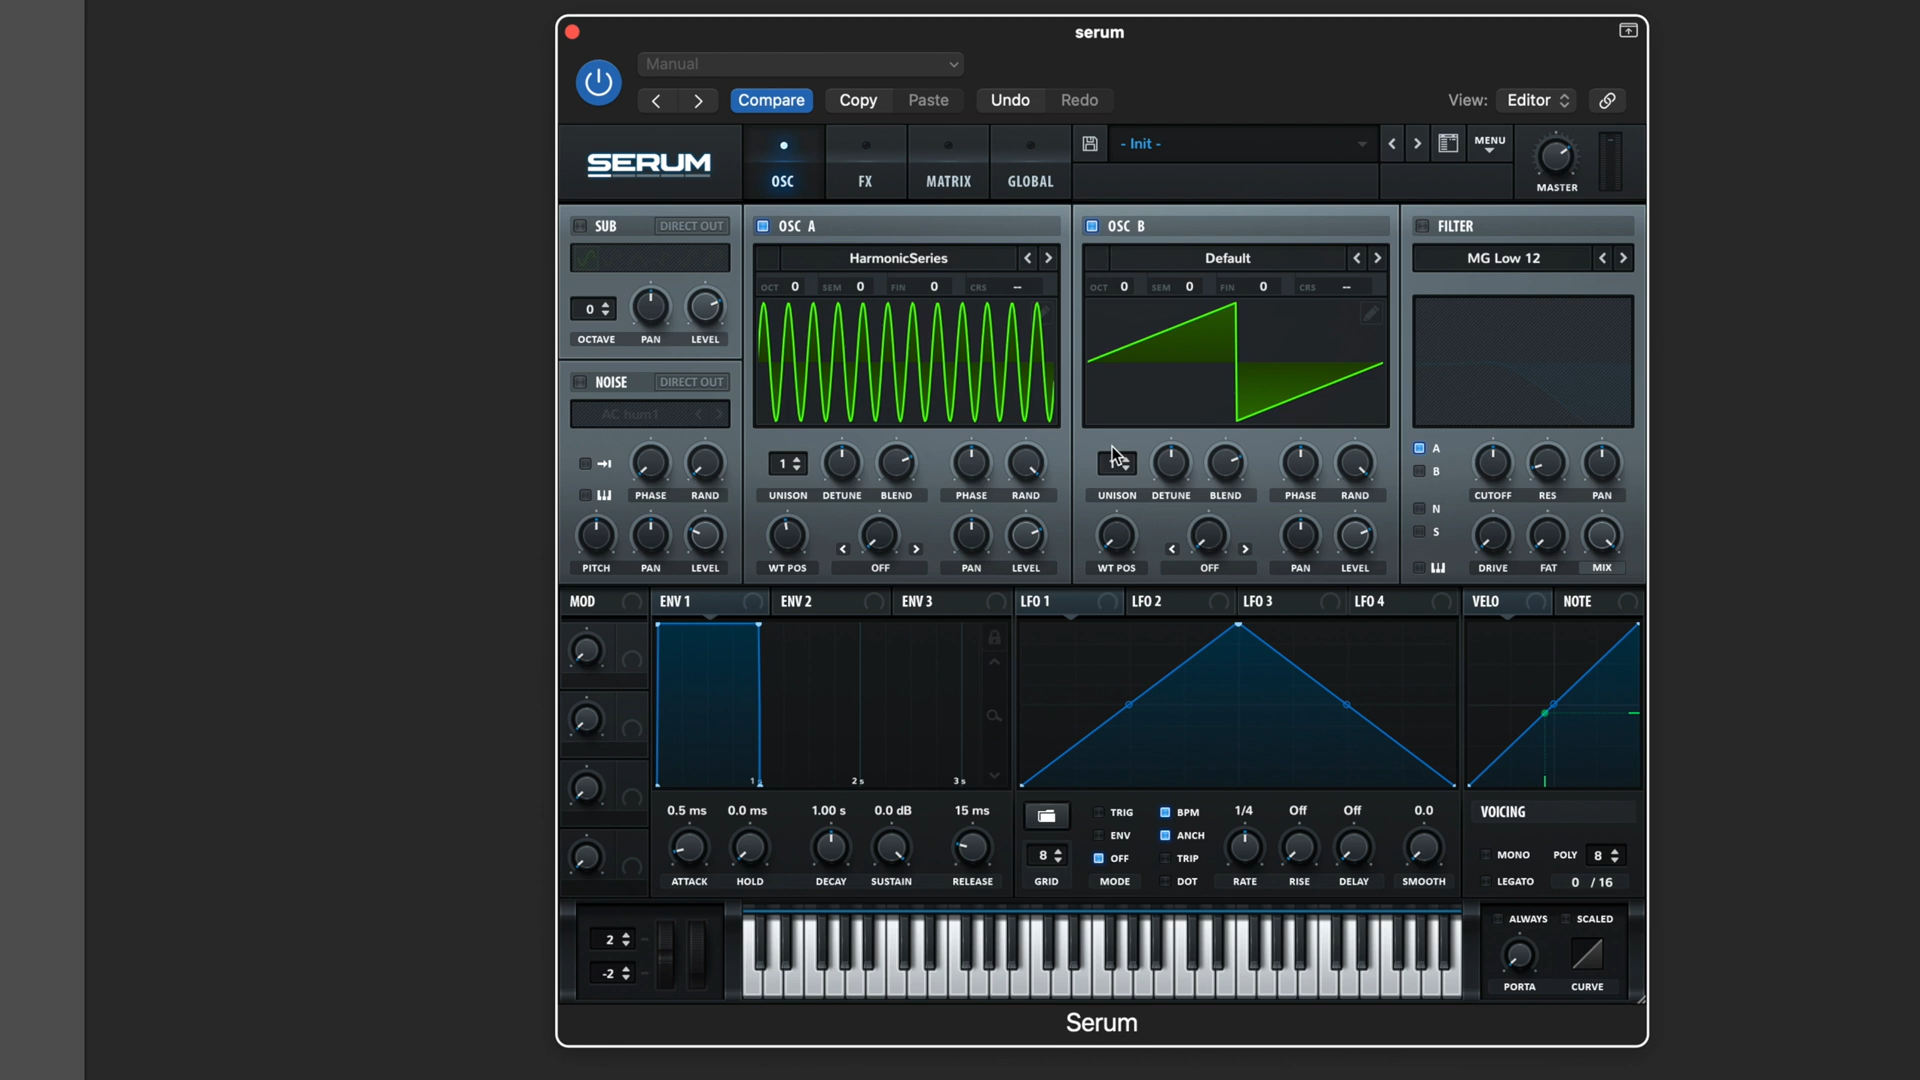 serum
Manual
Compare Copy Paste Undo Redo View: Editor
SERUM
OSC FX MATRIX GLOBAL
- Init -
MENU
MASTER
SUB DIRECT OUT
0
OCTAVE PAN LEVEL
NOISE DIRECT OUT
AC hum1
PHASE RAND
PITCH PAN LEVEL
OSC A
HarmonicSeries
OCT 0 SEM 0 FIN 0 CRS --
1
UNISON DETUNE BLEND PHASE RAND
WT POS OFF PAN LEVEL
OSC B
Default
OCT 0 SEM 0 FIN 0 CRS --
UNISON DETUNE BLEND PHASE RAND
WT POS OFF PAN LEVEL
FILTER
MG Low 12
A
B
N
S
CUTOFF RES PAN
DRIVE FAT MIX
MOD ENV 1 ENV 2 ENV 3 LFO 1 LFO 2 LFO 3 LFO 4 VELO NOTE
1 s 2 s 3 s
0.5 ms 0.0 ms 1.00 s 0.0 dB 15 ms
ATTACK HOLD DECAY SUSTAIN RELEASE
8
GRID
TRIG BPM
ENV ANCH
OFF TRIP
MODE DOT
1/4 Off Off 0.0
RATE RISE DELAY SMOOTH
VOICING
MONO POLY 8
LEGATO 0 / 16
2
-2
ALWAYS SCALED
PORTA CURVE
Serum